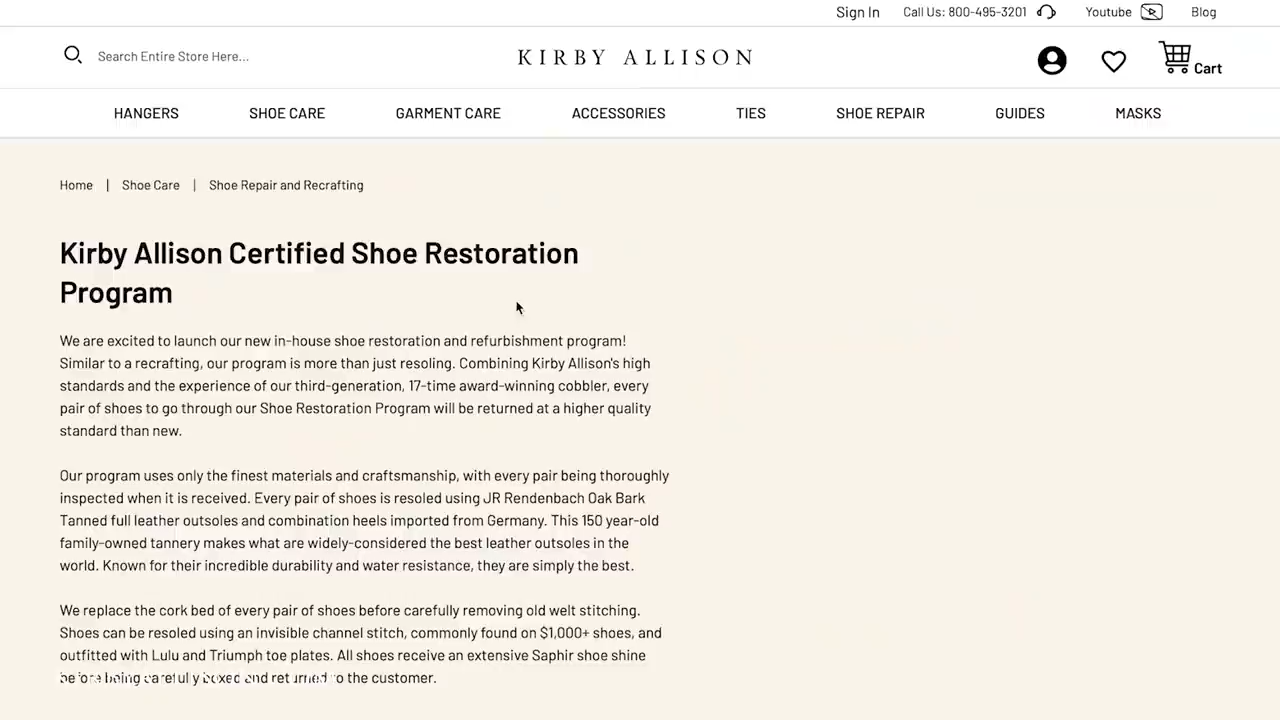 Sign In Call Us: 800-495-3201 Youtube Blog
Search Entire Store Here... KIRBY ALLISON Cart
HANGERS SHOE CARE GARMENT CARE ACCESSORIES TIES SHOE REPAIR GUIDES MASKS
Home | Shoe Care | Shoe Repair and Recrafting
Kirby Allison Certified Shoe Restoration
Program
We are excited to launch our new in-house shoe restoration and refurbishment program!
Similar to a recrafting, our program is more than just resoling. Combining Kirby Allison's high
standards and the experience of our third-generation, 17-time award-winning cobbler, every
pair of shoes to go through our Shoe Restoration Program will be returned at a higher quality
standard than new.
Our program uses only the finest materials and craftsmanship, with every pair being thoroughly
inspected when it is received. Every pair of shoes is resoled using JR Rendenbach Oak Bark
Tanned full leather outsoles and combination heels imported from Germany. This 150 year-old
family-owned tannery makes what are widely-considered the best leather outsoles in the
world. Known for their incredible durability and water resistance, they are simply the best.
We replace the cork bed of every pair of shoes before carefully removing old welt stitching.
Shoes can be resoled using an invisible channel stitch, commonly found on $1,000+ shoes, and
outfitted with Lulu and Triumph toe plates. All shoes receive an extensive Saphir shoe shine
before being carefully boxed and returned to the customer.